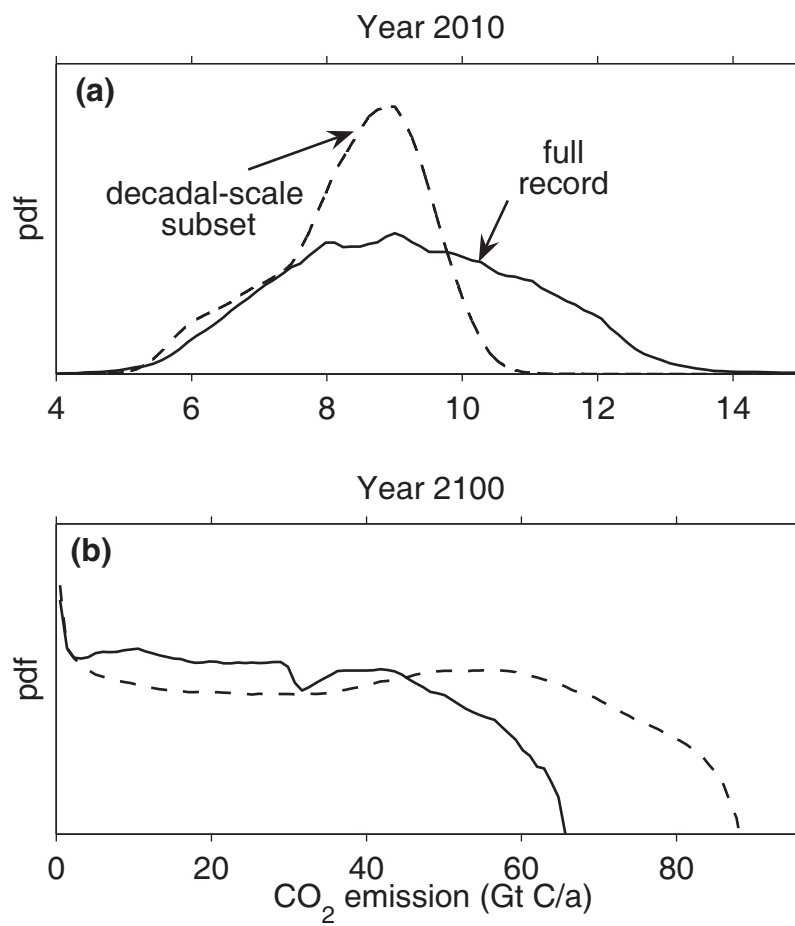 Year 2010
(a)
decadal-scale
subset
full
record
pdf
4 6 8 10 12 14
Year 2100
(b)
pdf
0 20 40 60 80
CO₂ emission (Gt C/a)